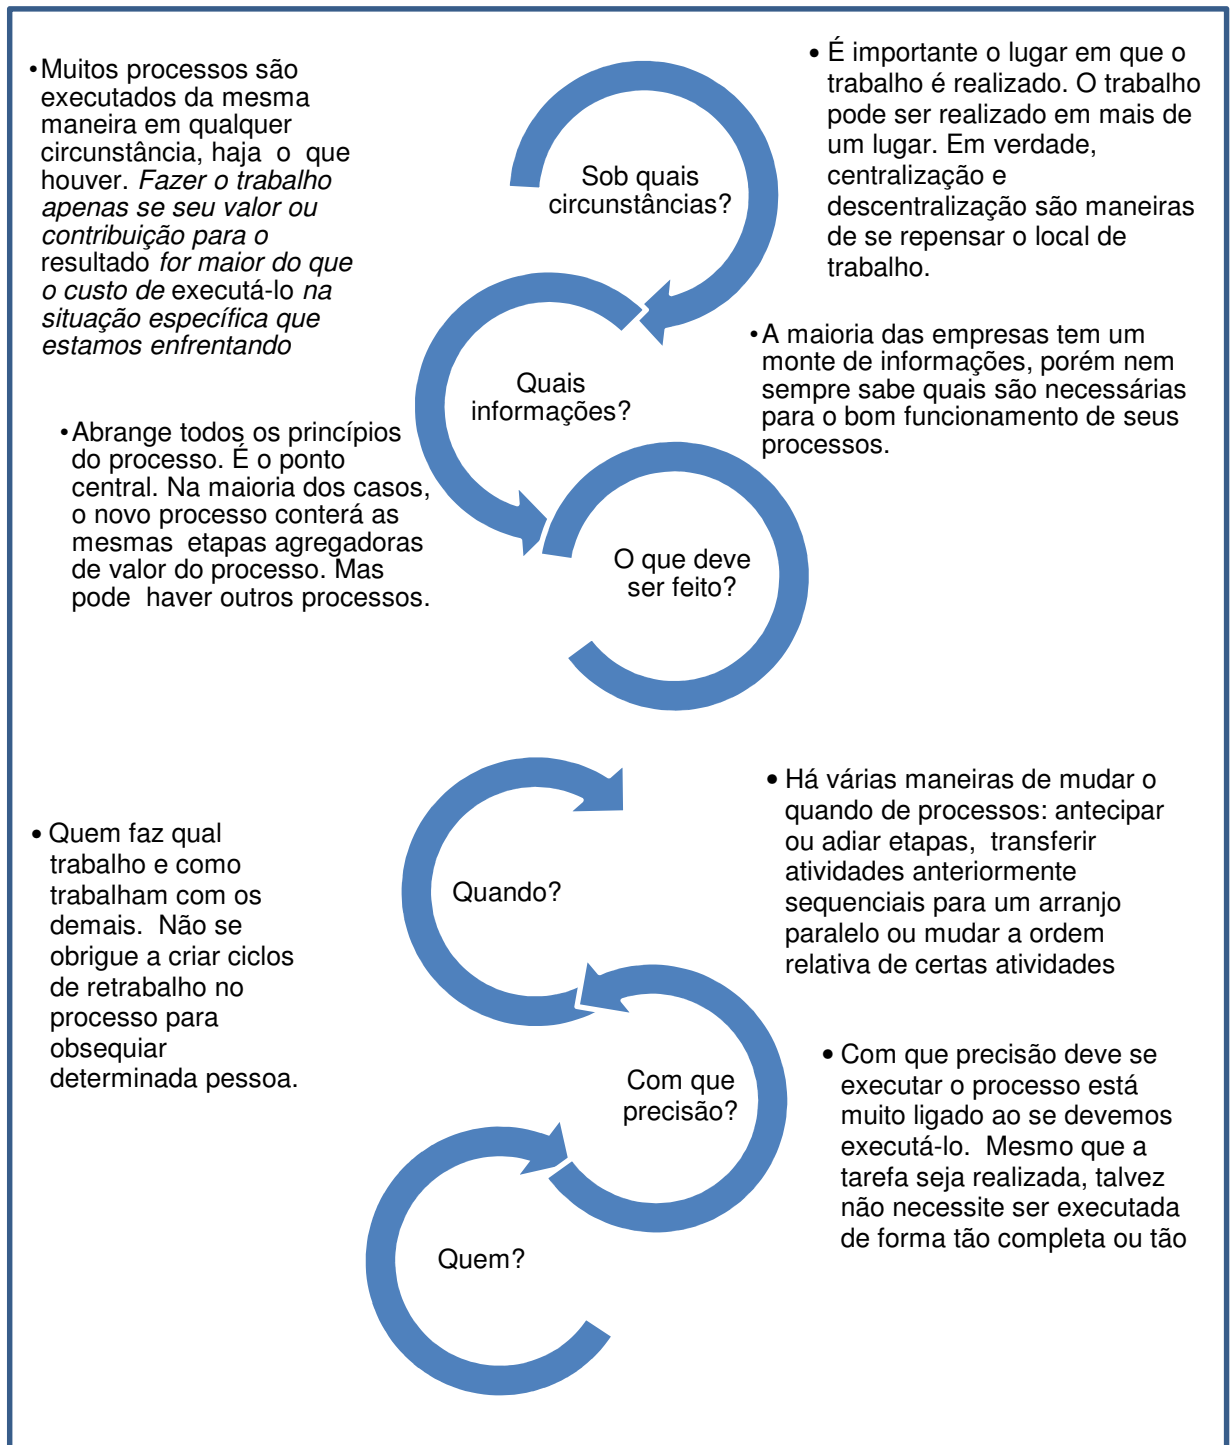 •Muitos processos são
executados da mesma
maneira em qualquer
circunstância, haja o que
houver. Fazer o trabalho
apenas se seu valor ou
contribuição para o
resultado for maior do que
o custo de executá-lo na
situação específica que
estamos enfrentando
Sob quais
circunstâncias?
• É importante o lugar em que o
trabalho é realizado. O trabalho
pode ser realizado em mais de
um lugar. Em verdade,
centralização e
descentralização são maneiras
de se repensar o local de
trabalho.
Quais
informações?
•A maioria das empresas tem um
monte de informações, porém nem
sempre sabe quais são necessárias
para o bom funcionamento de seus
processos.
•Abrange todos os princípios
do processo. É o ponto
central. Na maioria dos casos,
o novo processo conterá as
mesmas etapas agregadoras
de valor do processo. Mas
pode haver outros processos.
O que deve
ser feito?
• Há várias maneiras de mudar o
quando de processos: antecipar
ou adiar etapas, transferir
atividades anteriormente
sequenciais para um arranjo
paralelo ou mudar a ordem
relativa de certas atividades
Quando?
• Quem faz qual
trabalho e como
trabalham com os
demais. Não se
obrigue a criar ciclos
de retrabalho no
processo para
obsequiar
determinada pessoa.
Com que
precisão?
• Com que precisão deve se
executar o processo está
muito ligado ao se devemos
executá-lo. Mesmo que a
tarefa seja realizada, talvez
não necessite ser executada
de forma tão completa ou tão
Quem?